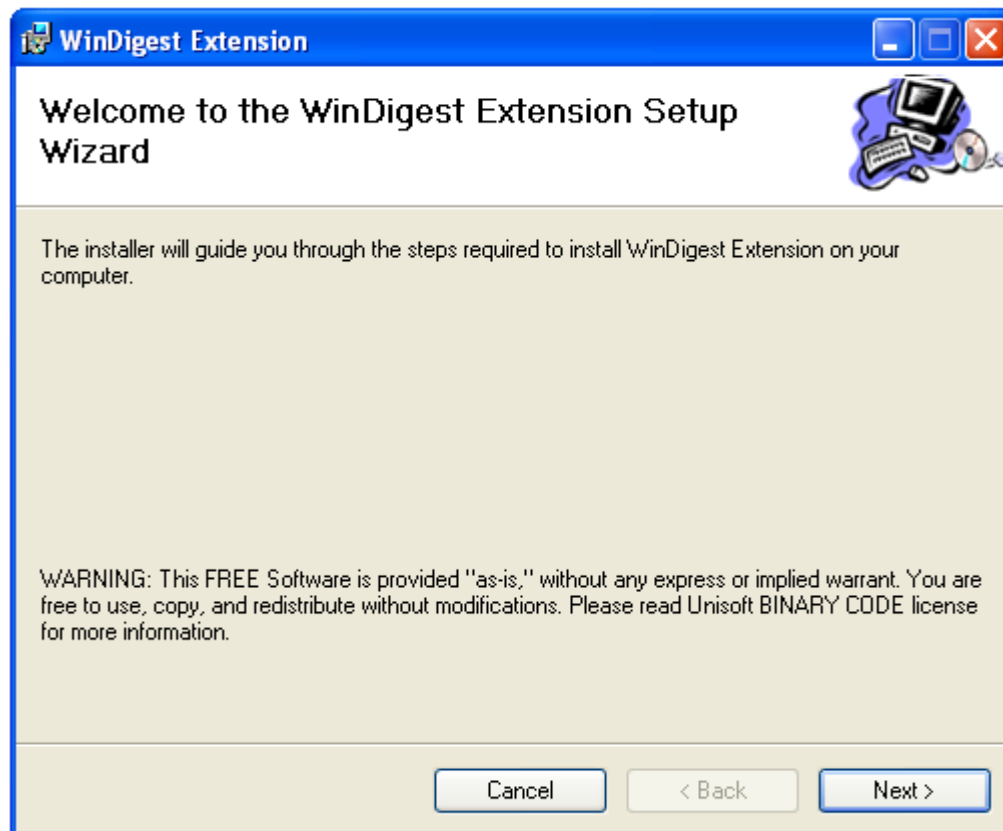 WinDigest Extension
Welcome to the WinDigest Extension Setup
Wizard
The installer will guide you through the steps required to install WinDigest Extension on your
computer.
WARNING: This FREE Software is provided "as-is," without any express or implied warrant. You are
free to use, copy, and redistribute without modifications. Please read Unisoft BINARY CODE license
for more information.
Cancel < Back Next >